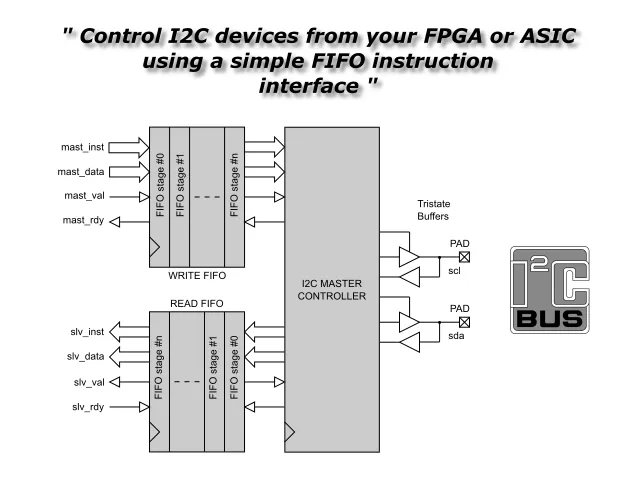 " Control I2C devices from your FPGA or ASIC
using a simple FIFO instruction
interface "
mast_inst
mast_data
mast_val
mast_rdy
FIFO stage #0
FIFO stage #1
FIFO stage #n
WRITE FIFO
READ FIFO
slv_inst
slv_data
slv_val
slv_rdy
FIFO stage #n
FIFO stage #1
FIFO stage #0
I2C MASTER
CONTROLLER
Tristate
Buffers
PAD
scl
PAD
sda
I2C
BUS